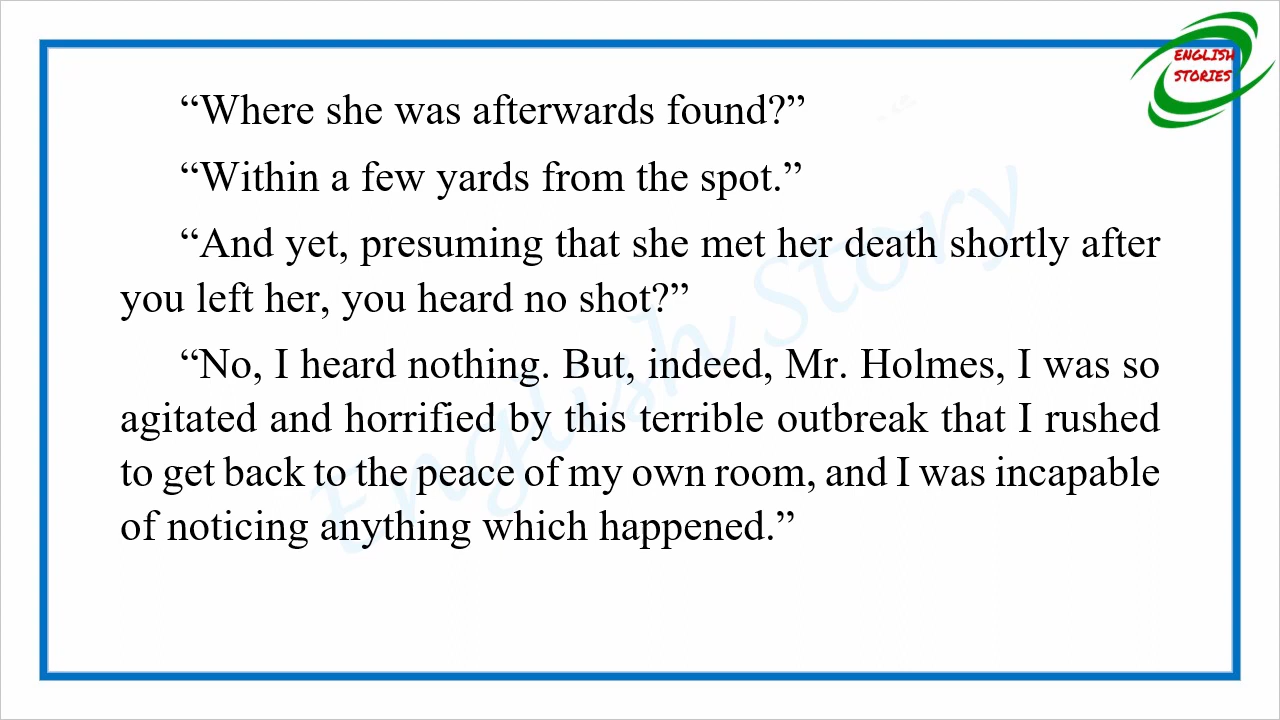 ENGLISH
STORIES
“Where she was afterwards found?”
“Within a few yards from the spot.”
“And yet, presuming that she met her death shortly after
you left her, you heard no shot?”
“No, I heard nothing. But, indeed, Mr. Holmes, I was so
agitated and horrified by this terrible outbreak that I rushed
to get back to the peace of my own room, and I was incapable
of noticing anything which happened.”
English Story